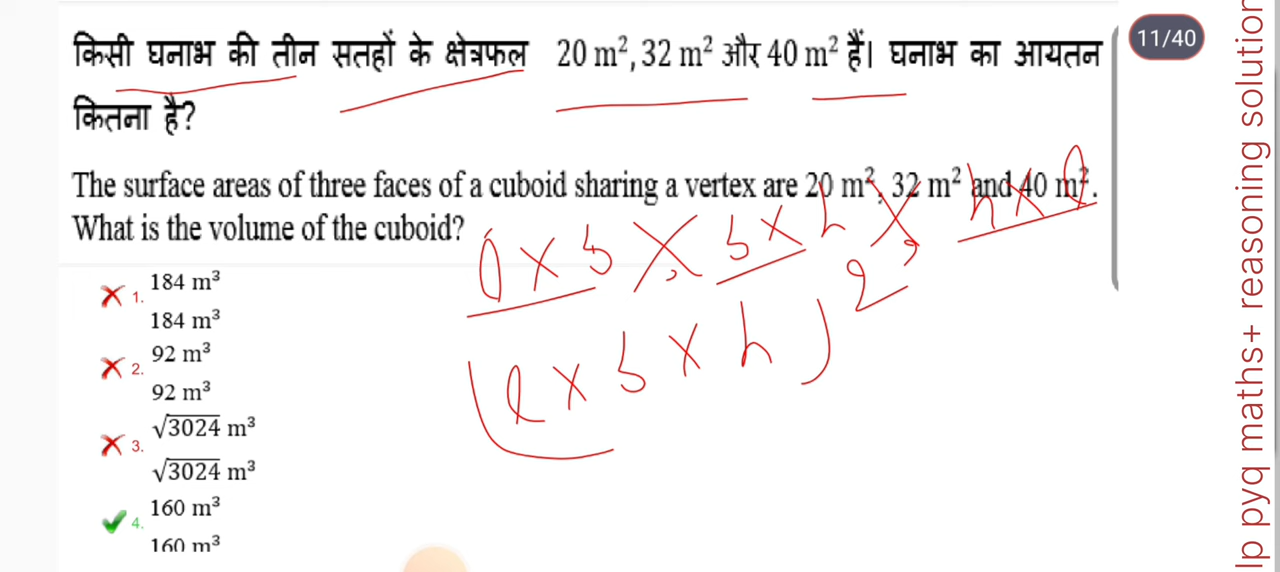 किसी घनाभ की तीन सतहों के क्षेत्रफल 20 m², 32 m² और 40 m² हैं। घनाभ का आयतन
कितना है?
11/40
The surface areas of three faces of a cuboid sharing a vertex are 20 m², 32 m² and 40 m².
What is the volume of the cuboid?
l × b × b × h × h × l
(l × b × h)²
1. 184 m³
184 m³
2. 92 m³
92 m³
3. √3024 m³
√3024 m³
4. 160 m³
160 m³
lp pyq maths+ reasoning solution